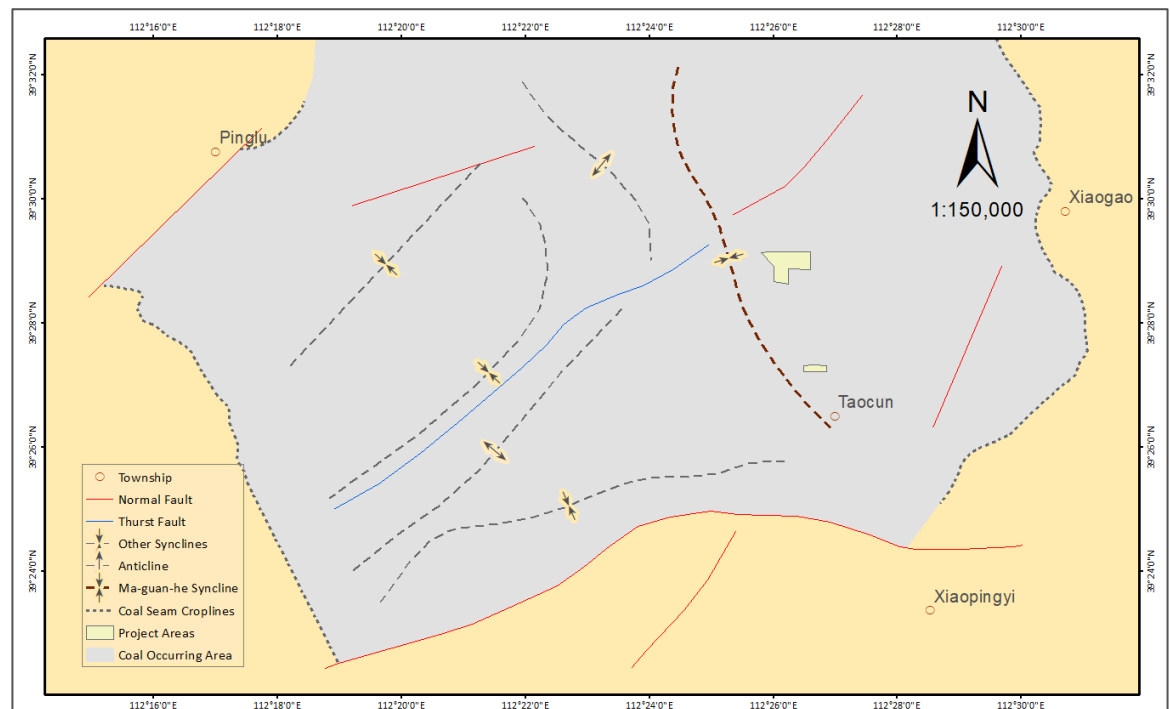 112°16'0"E 112°18'0"E 112°20'0"E 112°22'0"E 112°24'0"E 112°26'0"E 112°28'0"E 112°30'0"E
39°32'0"N 39°32'0"N
N
Pinglu
1:150,000
Xiaogao
39°30'0"N 39°30'0"N
39°28'0"N 39°28'0"N
Taocun
39°26'0"N 39°26'0"N
Township
Normal Fault
Thurst Fault
Other Synclines
Anticline
Ma-guan-he Syncline
Coal Seam Croplines
Project Areas
Coal Occurring Area
39°24'0"N 39°24'0"N
Xiaopingyi
112°16'0"E 112°18'0"E 112°20'0"E 112°22'0"E 112°24'0"E 112°26'0"E 112°28'0"E 112°30'0"E